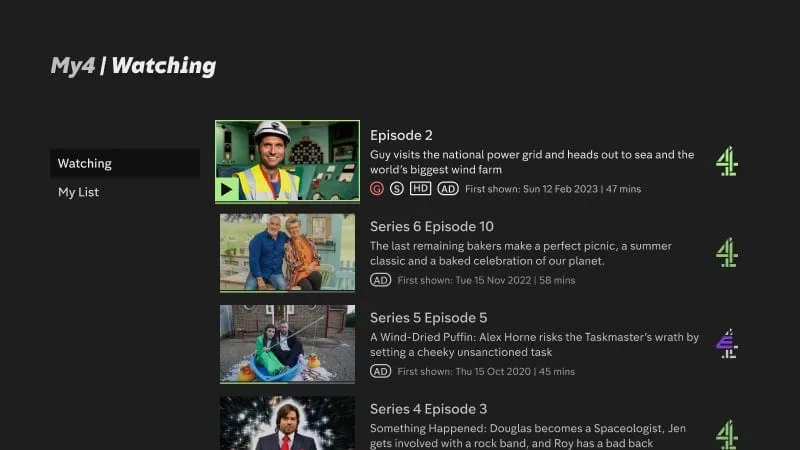 My4 | Watching
Watching
My List
Episode 2
Guy visits the national power grid and heads out to sea and the
world's biggest wind farm
G S HD AD First shown: Sun 12 Feb 2023 | 47 mins
4
Series 6 Episode 10
The last remaining bakers make a perfect picnic, a summer
classic and a baked celebration of our planet.
AD First shown: Tue 15 Nov 2022 | 58 mins
4
Series 5 Episode 5
A Wind-Dried Puffin: Alex Horne risks the Taskmaster's wrath by
setting a cheeky unsanctioned task
AD First shown: Thu 15 Oct 2020 | 45 mins
E4
Series 4 Episode 3
Something Happened: Douglas becomes a Spaceologist, Jen
gets involved with a rock band, and Roy has a bad back
4